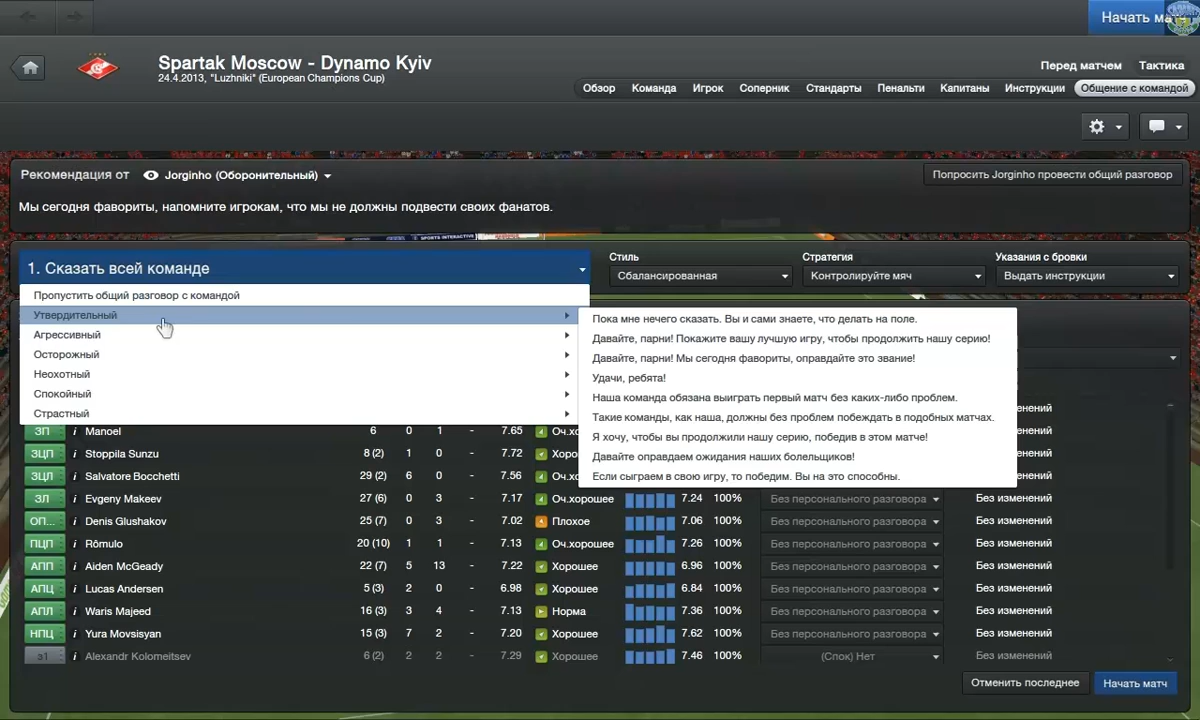 Начать
Spartak Moscow - Dynamo Kyiv
24.4.2013, "Luzhniki" (European Champions Cup)
Перед матчем Тактика
Обзор Команда Игрок Соперник Стандарты Пенальти Капитаны Инструкции Общение с командой
Рекомендация от Jorginho (Оборонительный)
Попросить Jorginho провести общий разговор
Мы сегодня фавориты, напомните игрокам, что мы не должны подвести своих фанатов.
SPORTS INTERACTIVE
1. Сказать всей команде
Стиль
Сбалансированная
Стратегия
Контролируйте мяч
Указания с бровки
Выдать инструкции
Пропустить общий разговор с командой
Утвердительный
Агрессивный
Осторожный
Неохотный
Спокойный
Страстный
Пока мне нечего сказать. Вы и сами знаете, что делать на поле.
Давайте, парни! Покажите вашу лучшую игру, чтобы продолжить нашу серию!
Давайте, парни! Мы сегодня фавориты, оправдайте это звание!
Удачи, ребята!
Наша команда обязана выиграть первый матч без каких-либо проблем.
Такие команды, как наша, должны без проблем побеждать в подобных матчах.
Я хочу, чтобы вы продолжили нашу серию, победив в этом матче!
Давайте оправдаем ожидания наших болельщиков!
Если сыграем в свою игру, то победим. Вы на это способны.
ЗП i Manoel 6 0 1 - 7.65 Оч.хо
ЗЦП i Stoppila Sunzu 8 (2) 1 0 - 7.72 Хоро
ЗЦЛ i Salvatore Bocchetti 29 (2) 6 0 - 7.56 Оч.хо
ЗЛ i Evgeny Makeev 27 (6) 0 3 - 7.17 Оч.хорошее 7.24 100% Без персонального разговора Без изменений
ОП... i Denis Glushakov 25 (7) 0 3 - 7.02 Плохое 7.06 100% Без персонального разговора Без изменений
ПЦП i Rômulo 20 (10) 1 1 - 7.13 Оч.хорошее 7.26 100% Без персонального разговора Без изменений
АПП i Aiden McGeady 22 (7) 5 13 - 7.22 Хорошее 6.96 100% Без персонального разговора Без изменений
АПЦ i Lucas Andersen 5 (3) 2 0 - 6.98 Хорошее 6.84 100% Без персонального разговора Без изменений
АПЛ i Waris Majeed 16 (3) 3 4 - 7.13 Норма 7.36 100% Без персонального разговора Без изменений
НПЦ i Yura Movsisyan 15 (3) 7 2 - 7.20 Хорошее 7.62 100% Без персонального разговора Без изменений
з1 i Alexandr Kolomeitsev 6 (2) 2 2 - 7.29 Хорошее 7.46 100% (Спок) Нет Без изменений
Отменить последнее Начать матч